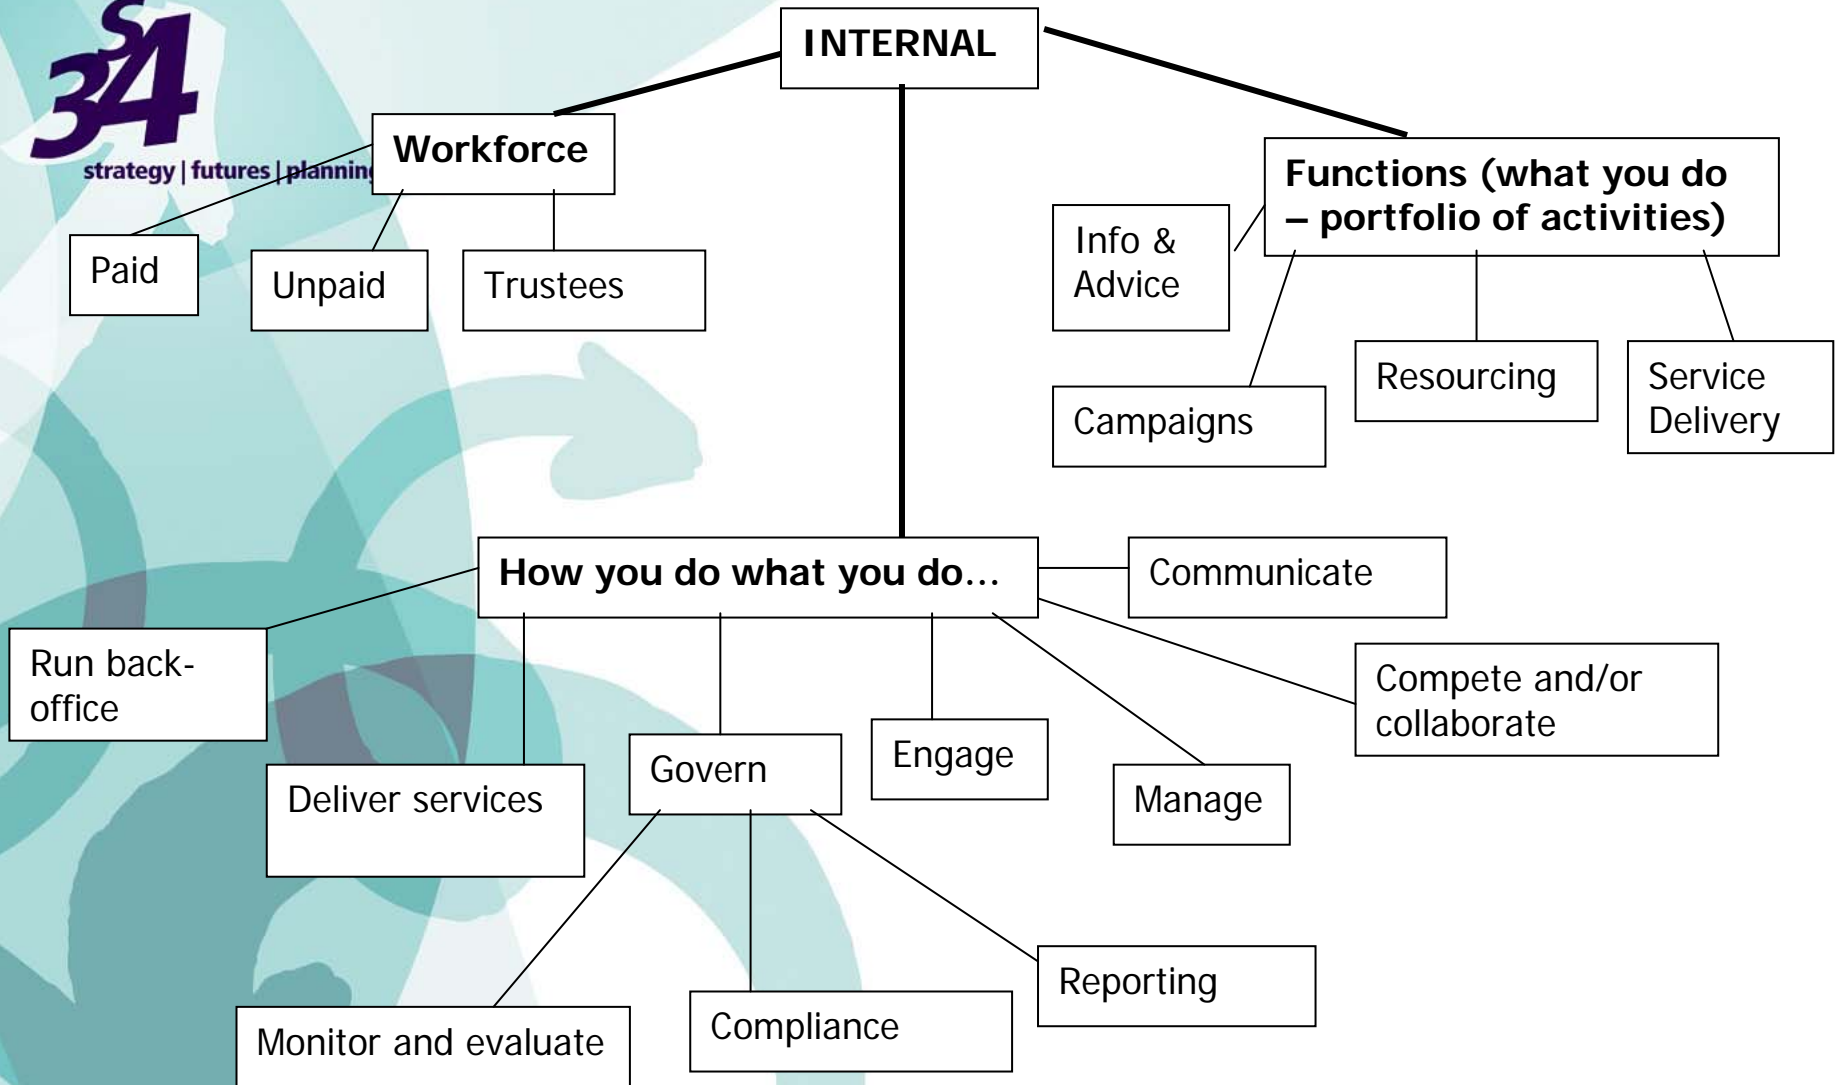 3S4
strategy | futures | planning
INTERNAL
Workforce
Paid
Unpaid
Trustees
Functions (what you do
– portfolio of activities)
Info &
Advice
Campaigns
Resourcing
Service
Delivery
How you do what you do…
Communicate
Run back-
office
Compete and/or
collaborate
Deliver services
Govern
Engage
Manage
Monitor and evaluate
Compliance
Reporting